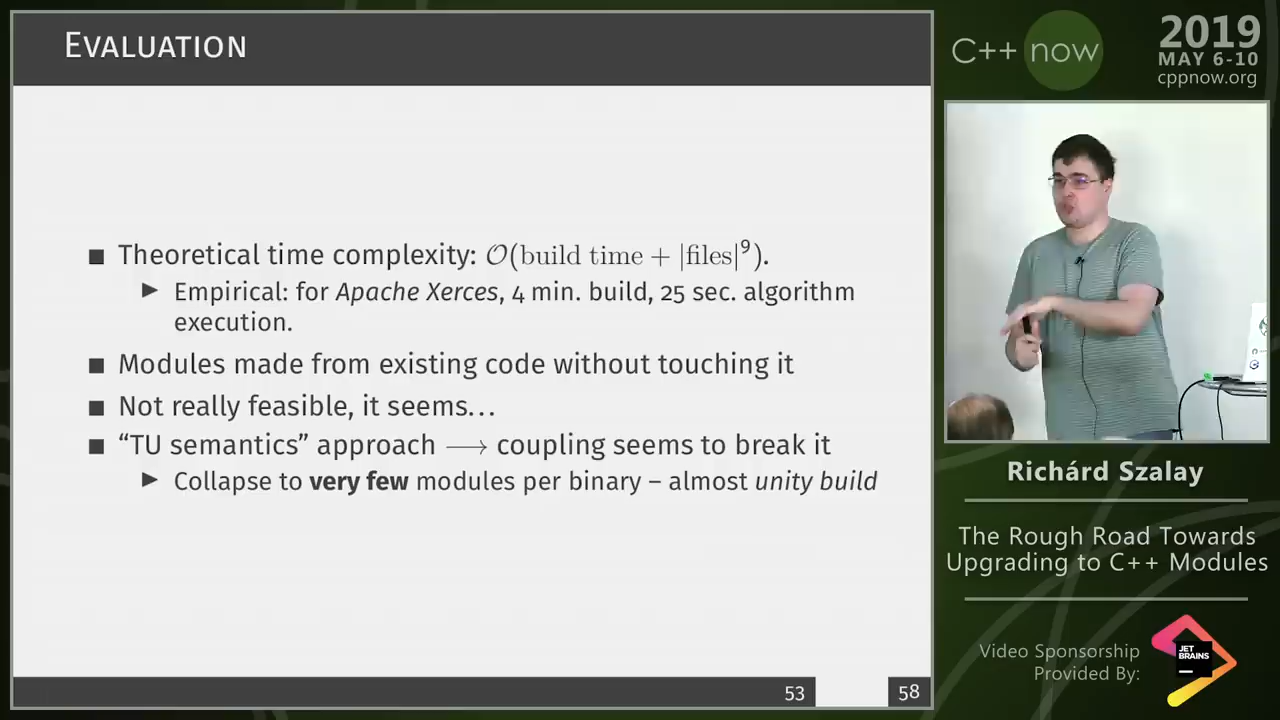 EVALUATION
■ Theoretical time complexity: 𝒪(build time + |files|⁹).
▶ Empirical: for Apache Xerces, 4 min. build, 25 sec. algorithm
execution.
■ Modules made from existing code without touching it
■ Not really feasible, it seems…
■ “TU semantics” approach ⟶ coupling seems to break it
▶ Collapse to very few modules per binary – almost unity build
53
58
C++ now
2019
MAY 6-10
cppnow.org
Richárd Szalay
The Rough Road Towards
Upgrading to C++ Modules
Video Sponsorship
Provided By:
JET
BRAINS